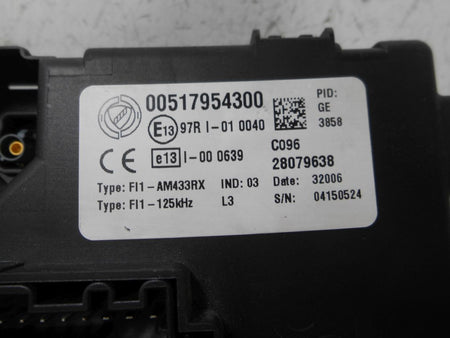 00517954300
PID:
GE
3858
E13 97R I-01 0040
CE e13 I-00 0639
C096
28079638
Type: FI1-AM433RX IND: 03 Date: 32006
Type: FI1-125kHz L3 S/N: 04150524